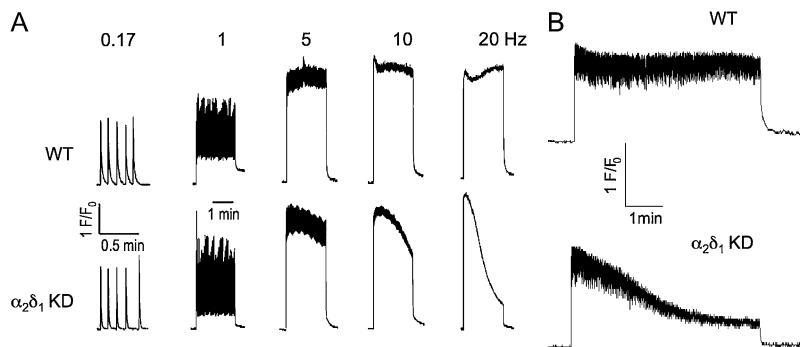 A
0.17 1 5 10 20 Hz
WT
1 F/F0
0.5 min
1 min
α2δ1 KD
B
WT
1 F/F0
1min
α2δ1 KD